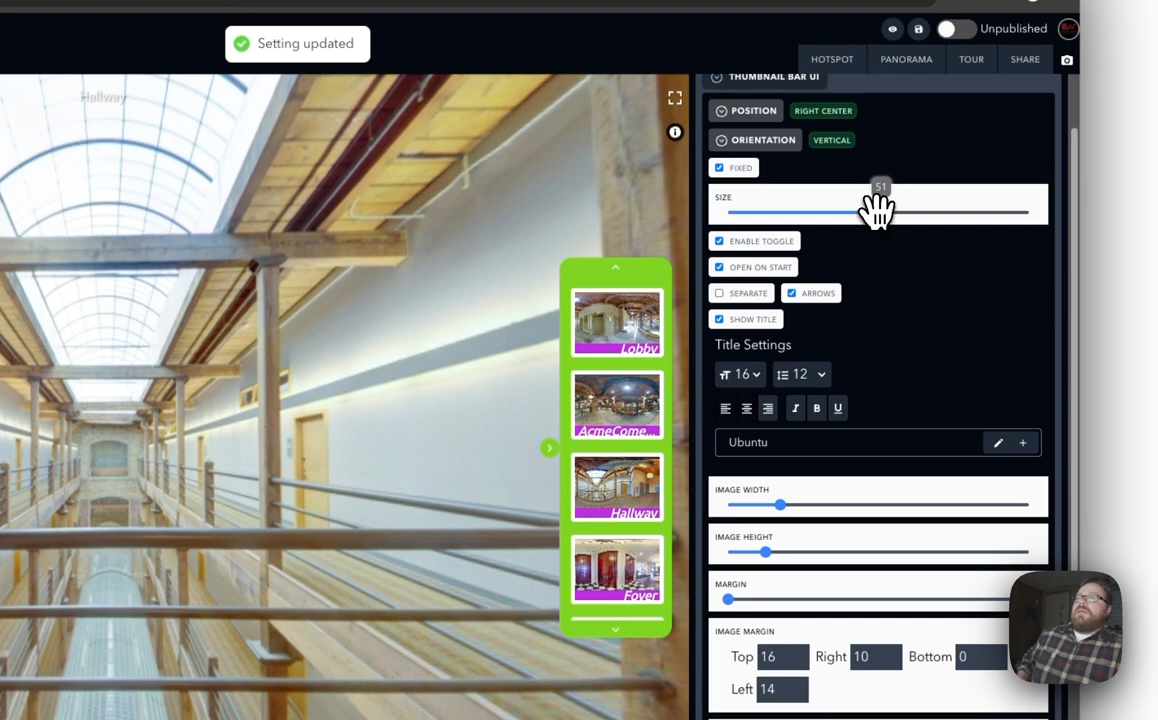 Setting updated
Unpublished
HOTSPOT PANORAMA TOUR SHARE
Hallway
THUMBNAIL BAR UI
POSITION RIGHT CENTER
ORIENTATION VERTICAL
FIXED
51
SIZE
ENABLE TOGGLE
OPEN ON START
SEPARATE ARROWS
SHOW TITLE
Title Settings
16 12
I B U
Ubuntu
IMAGE WIDTH
IMAGE HEIGHT
MARGIN
IMAGE MARGIN
Top 16 Right 10 Bottom 0
Left 14
Lobby
AcmeCome...
Hallway
Foyer